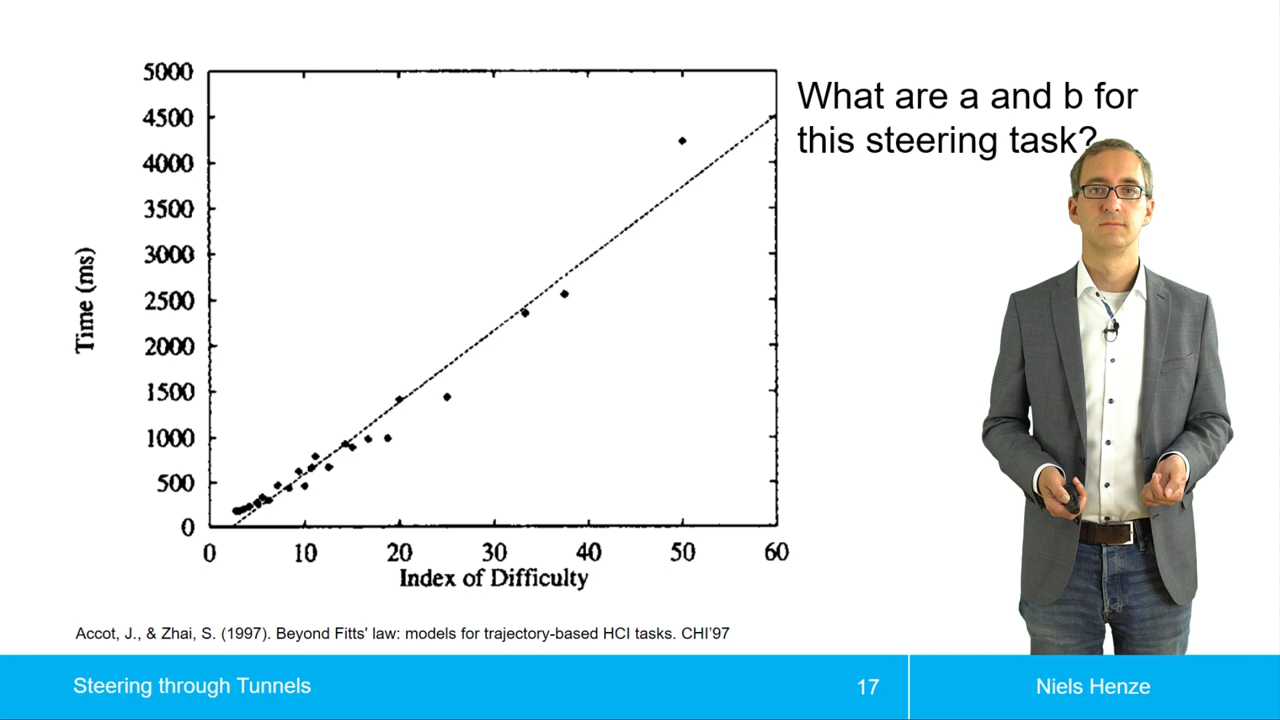 What are a and b for
this steering task?
5000
4500
4000
3500
3000
2500
2000
1500
1000
500
0
Time (ms)
0 10 20 30 40 50 60
Index of Difficulty
Accot, J., & Zhai, S. (1997). Beyond Fitts' law: models for trajectory-based HCI tasks. CHI'97
Steering through Tunnels
17
Niels Henze